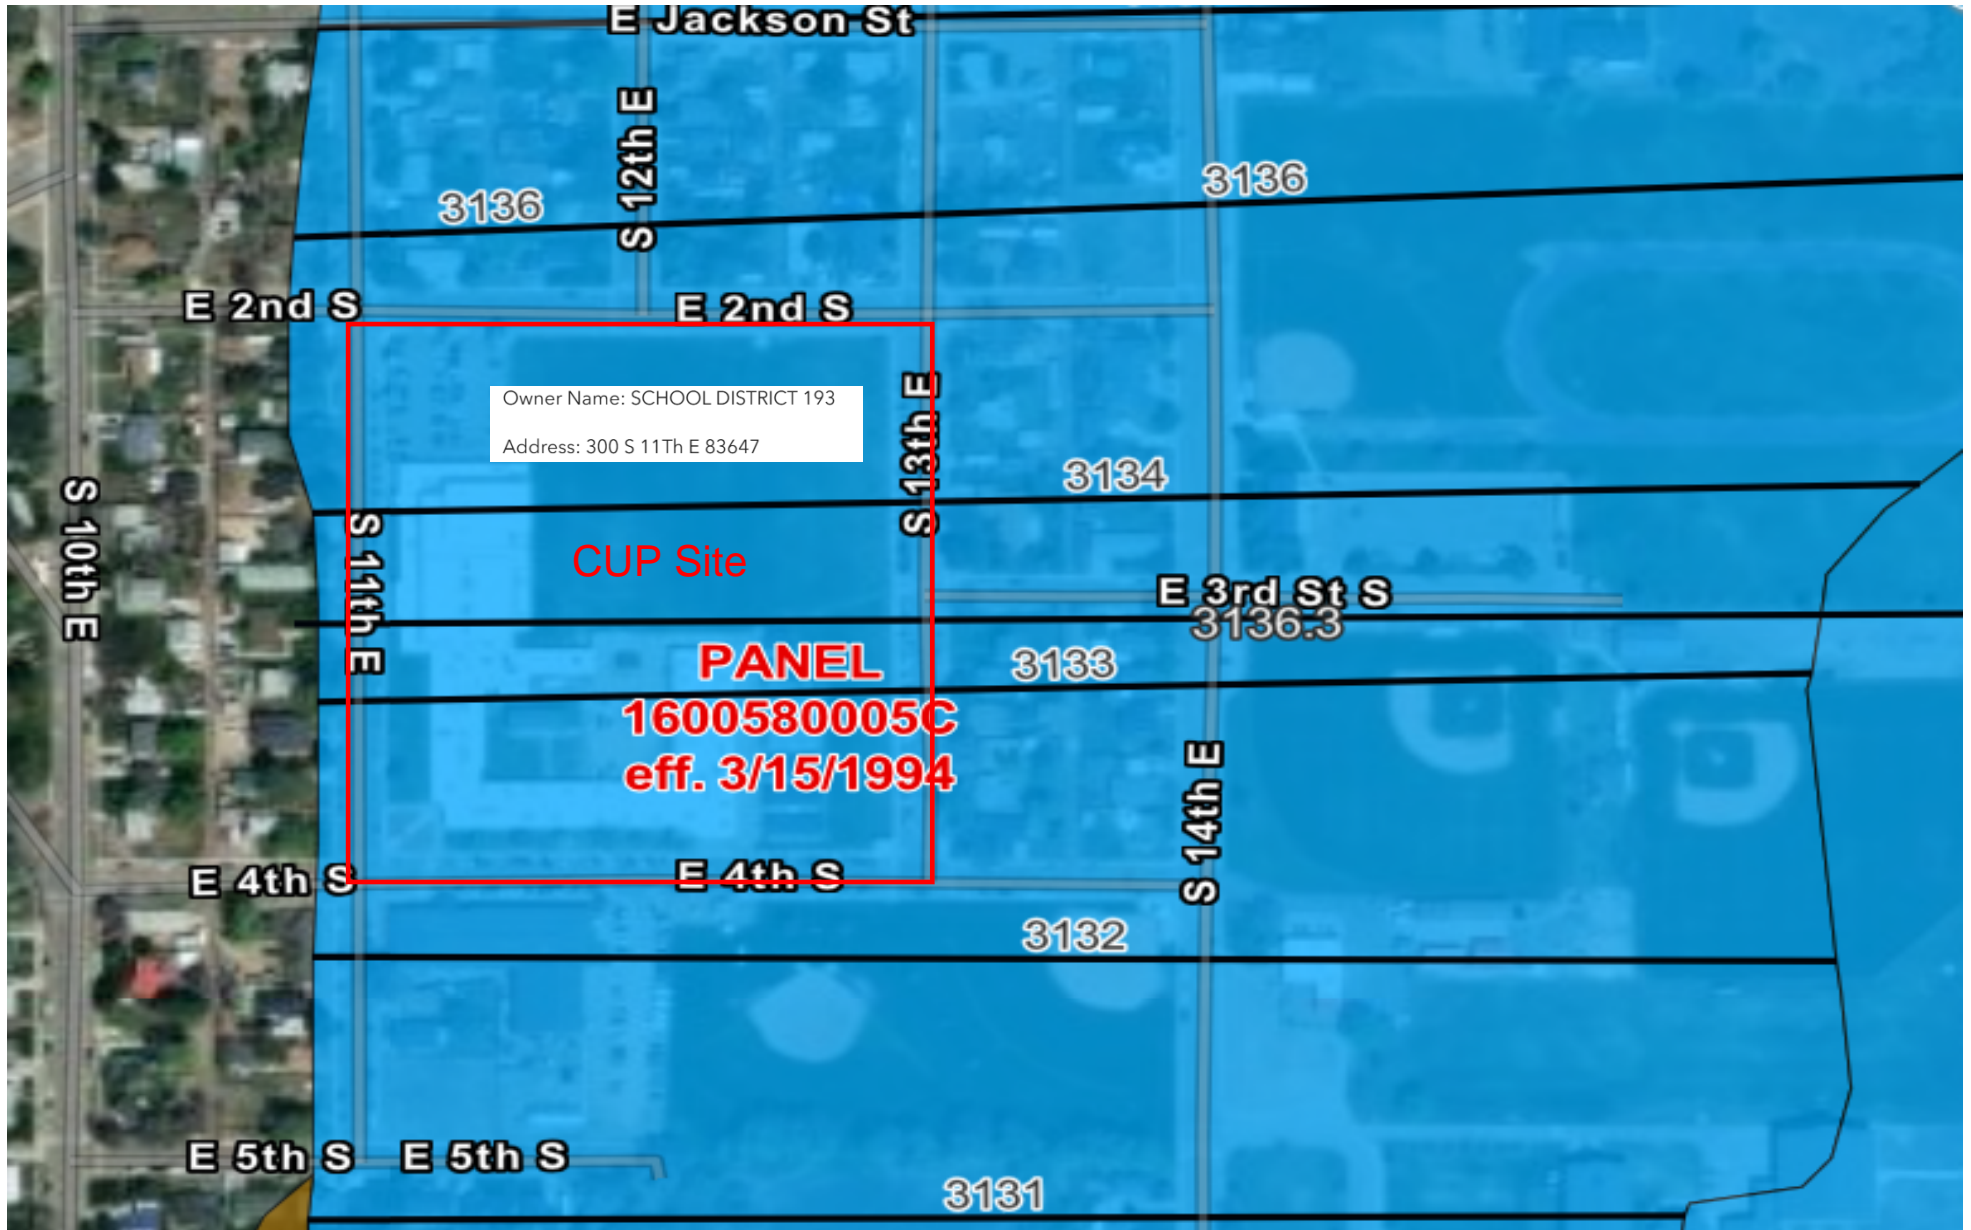 E Jackson St
S 12th E
3136
3136
E 2nd S
E 2nd S
Owner Name: SCHOOL DISTRICT 193
Address: 300 S 11Th E 83647
S 13th E
3134
S 10th E
S 11th E
CUP Site
E 3rd St S
3136.3
PANEL
3133
1600580005C
eff. 3/15/1994
S 14th E
E 4th S
E 4th S
3132
E 5th S
E 5th S
3131